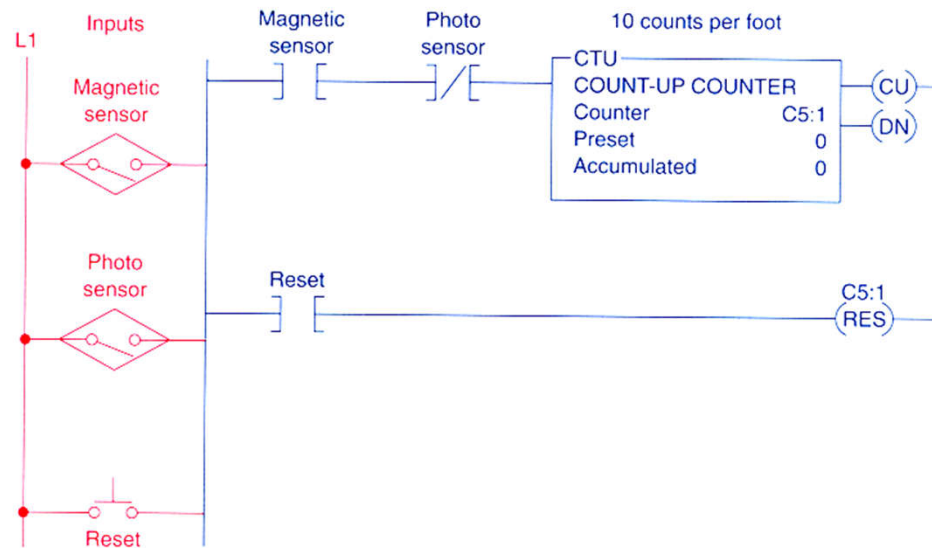 Inputs
L1
Magnetic
sensor
Photo
sensor
Reset
Magnetic
sensor
Photo
sensor
10 counts per foot
CTU
COUNT-UP COUNTER
Counter C5:1
Preset 0
Accumulated 0
CU
DN
Reset
C5:1
RES